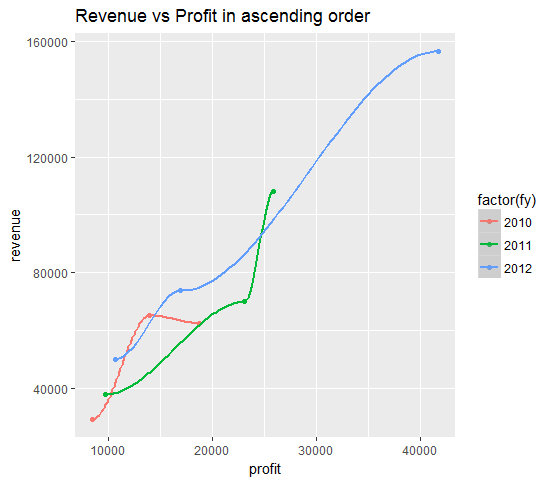 Revenue vs Profit in ascending order
160000
120000
80000
40000
revenue
10000
20000
30000
40000
profit
factor(fy)
2010
2011
2012